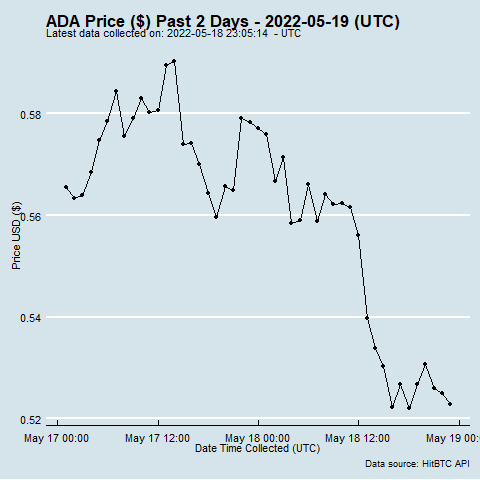 ADA Price ($) Past 2 Days - 2022-05-19 (UTC)
Latest data collected on: 2022-05-18 23:05:14 - UTC
0.58
0.56
0.54
0.52
Price USD ($)
May 17 00:00
May 17 12:00
May 18 00:00
May 18 12:00
May 19 00:
Date Time Collected (UTC)
Data source: HitBTC API